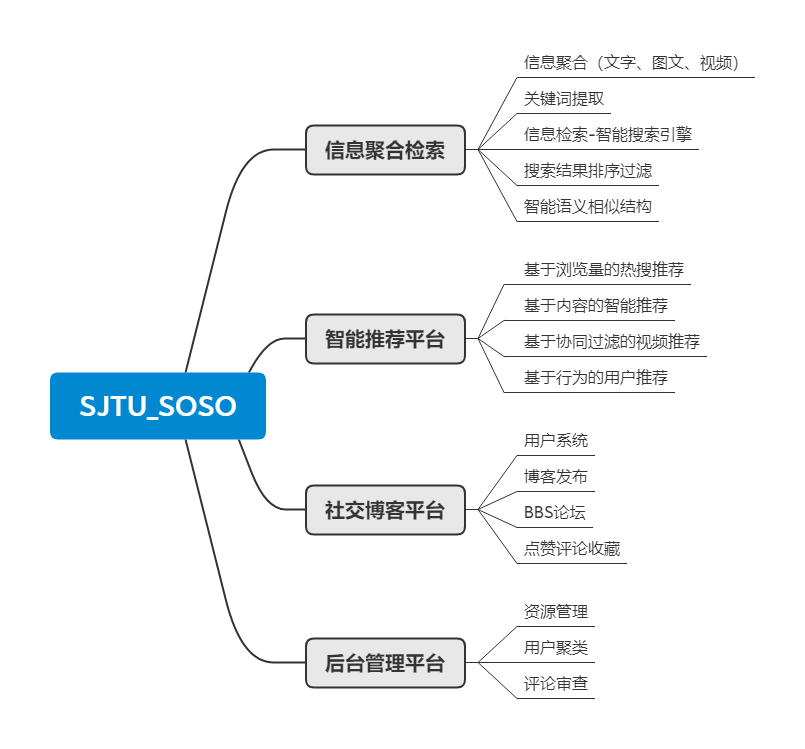 SJTU_SOSO
信息聚合检索
信息聚合（文字、图文、视频）
关键词提取
信息检索-智能搜索引擎
搜索结果排序过滤
智能语义相似结构
智能推荐平台
基于浏览量的热搜推荐
基于内容的智能推荐
基于协同过滤的视频推荐
基于行为的用户推荐
社交博客平台
用户系统
博客发布
BBS论坛
点赞评论收藏
后台管理平台
资源管理
用户聚类
评论审查